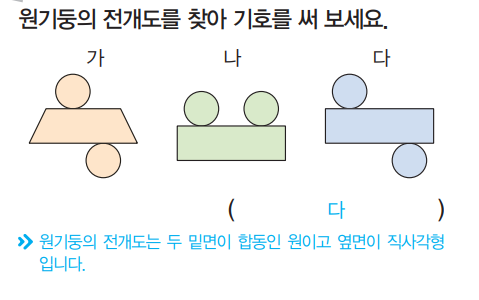 원기둥의 전개도를 찾아 기호를 써 보세요.
가 나 다
( 다 )
» 원기둥의 전개도는 두 밑면이 합동인 원이고 옆면이 직사각형
입니다.